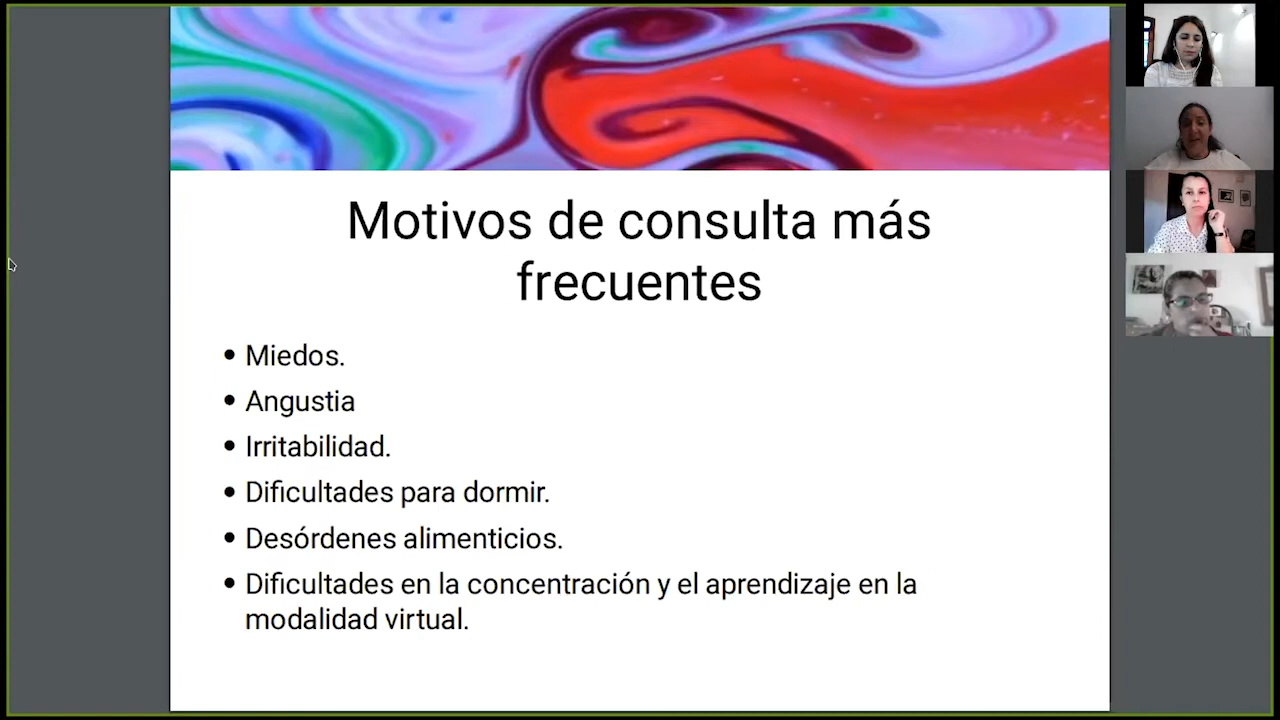 Motivos de consulta más
frecuentes
• Miedos.
• Angustia
• Irritabilidad.
• Dificultades para dormir.
• Desórdenes alimenticios.
• Dificultades en la concentración y el aprendizaje en la
modalidad virtual.